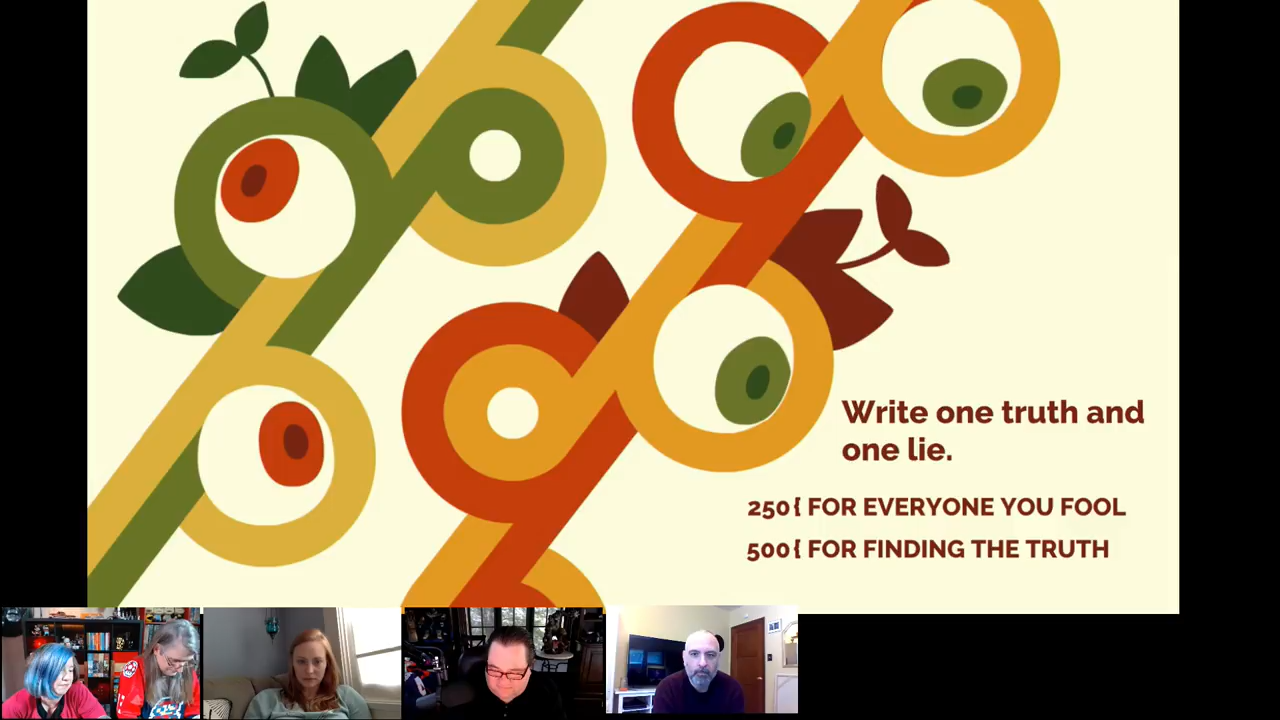 Write one truth and
one lie.
250{ FOR EVERYONE YOU FOOL
500{ FOR FINDING THE TRUTH